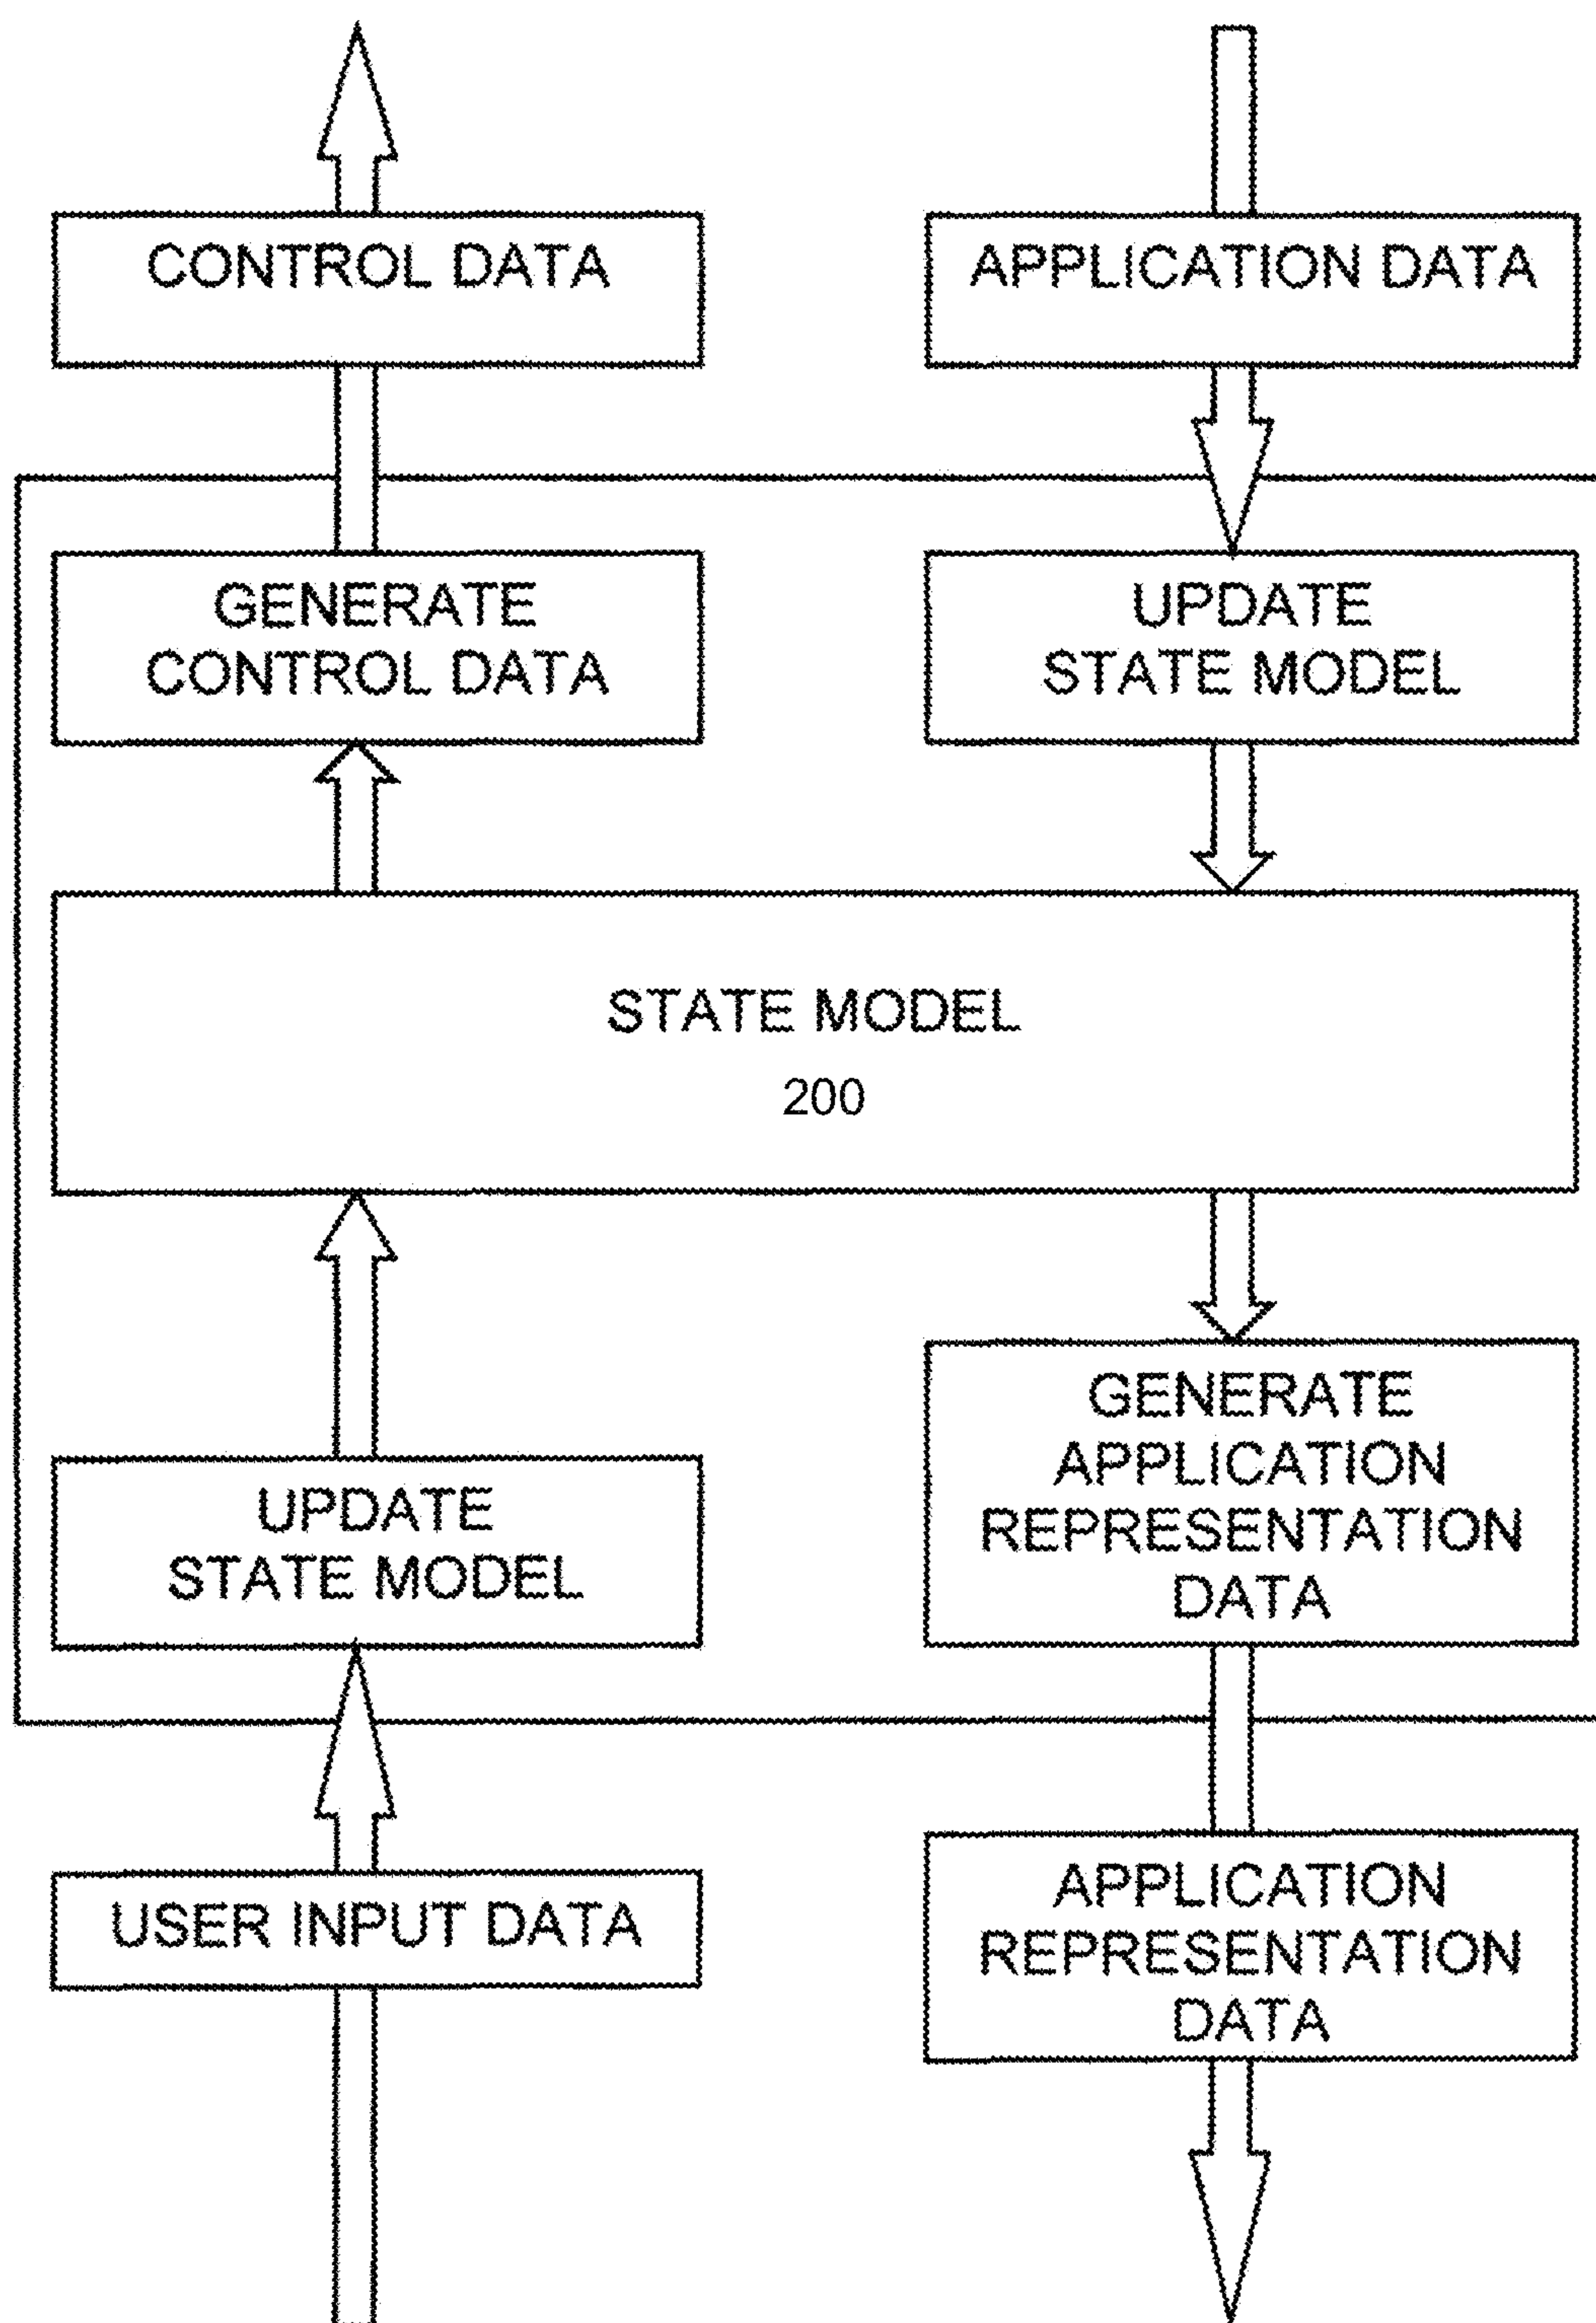 CONTROL DATA
APPLICATION DATA
GENERATE
CONTROL DATA
UPDATE
STATE MODEL
STATE MODEL
200
UPDATE
STATE MODEL
GENERATE
APPLICATION
REPRESENTATION
DATA
USER INPUT DATA
APPLICATION
REPRESENTATION
DATA